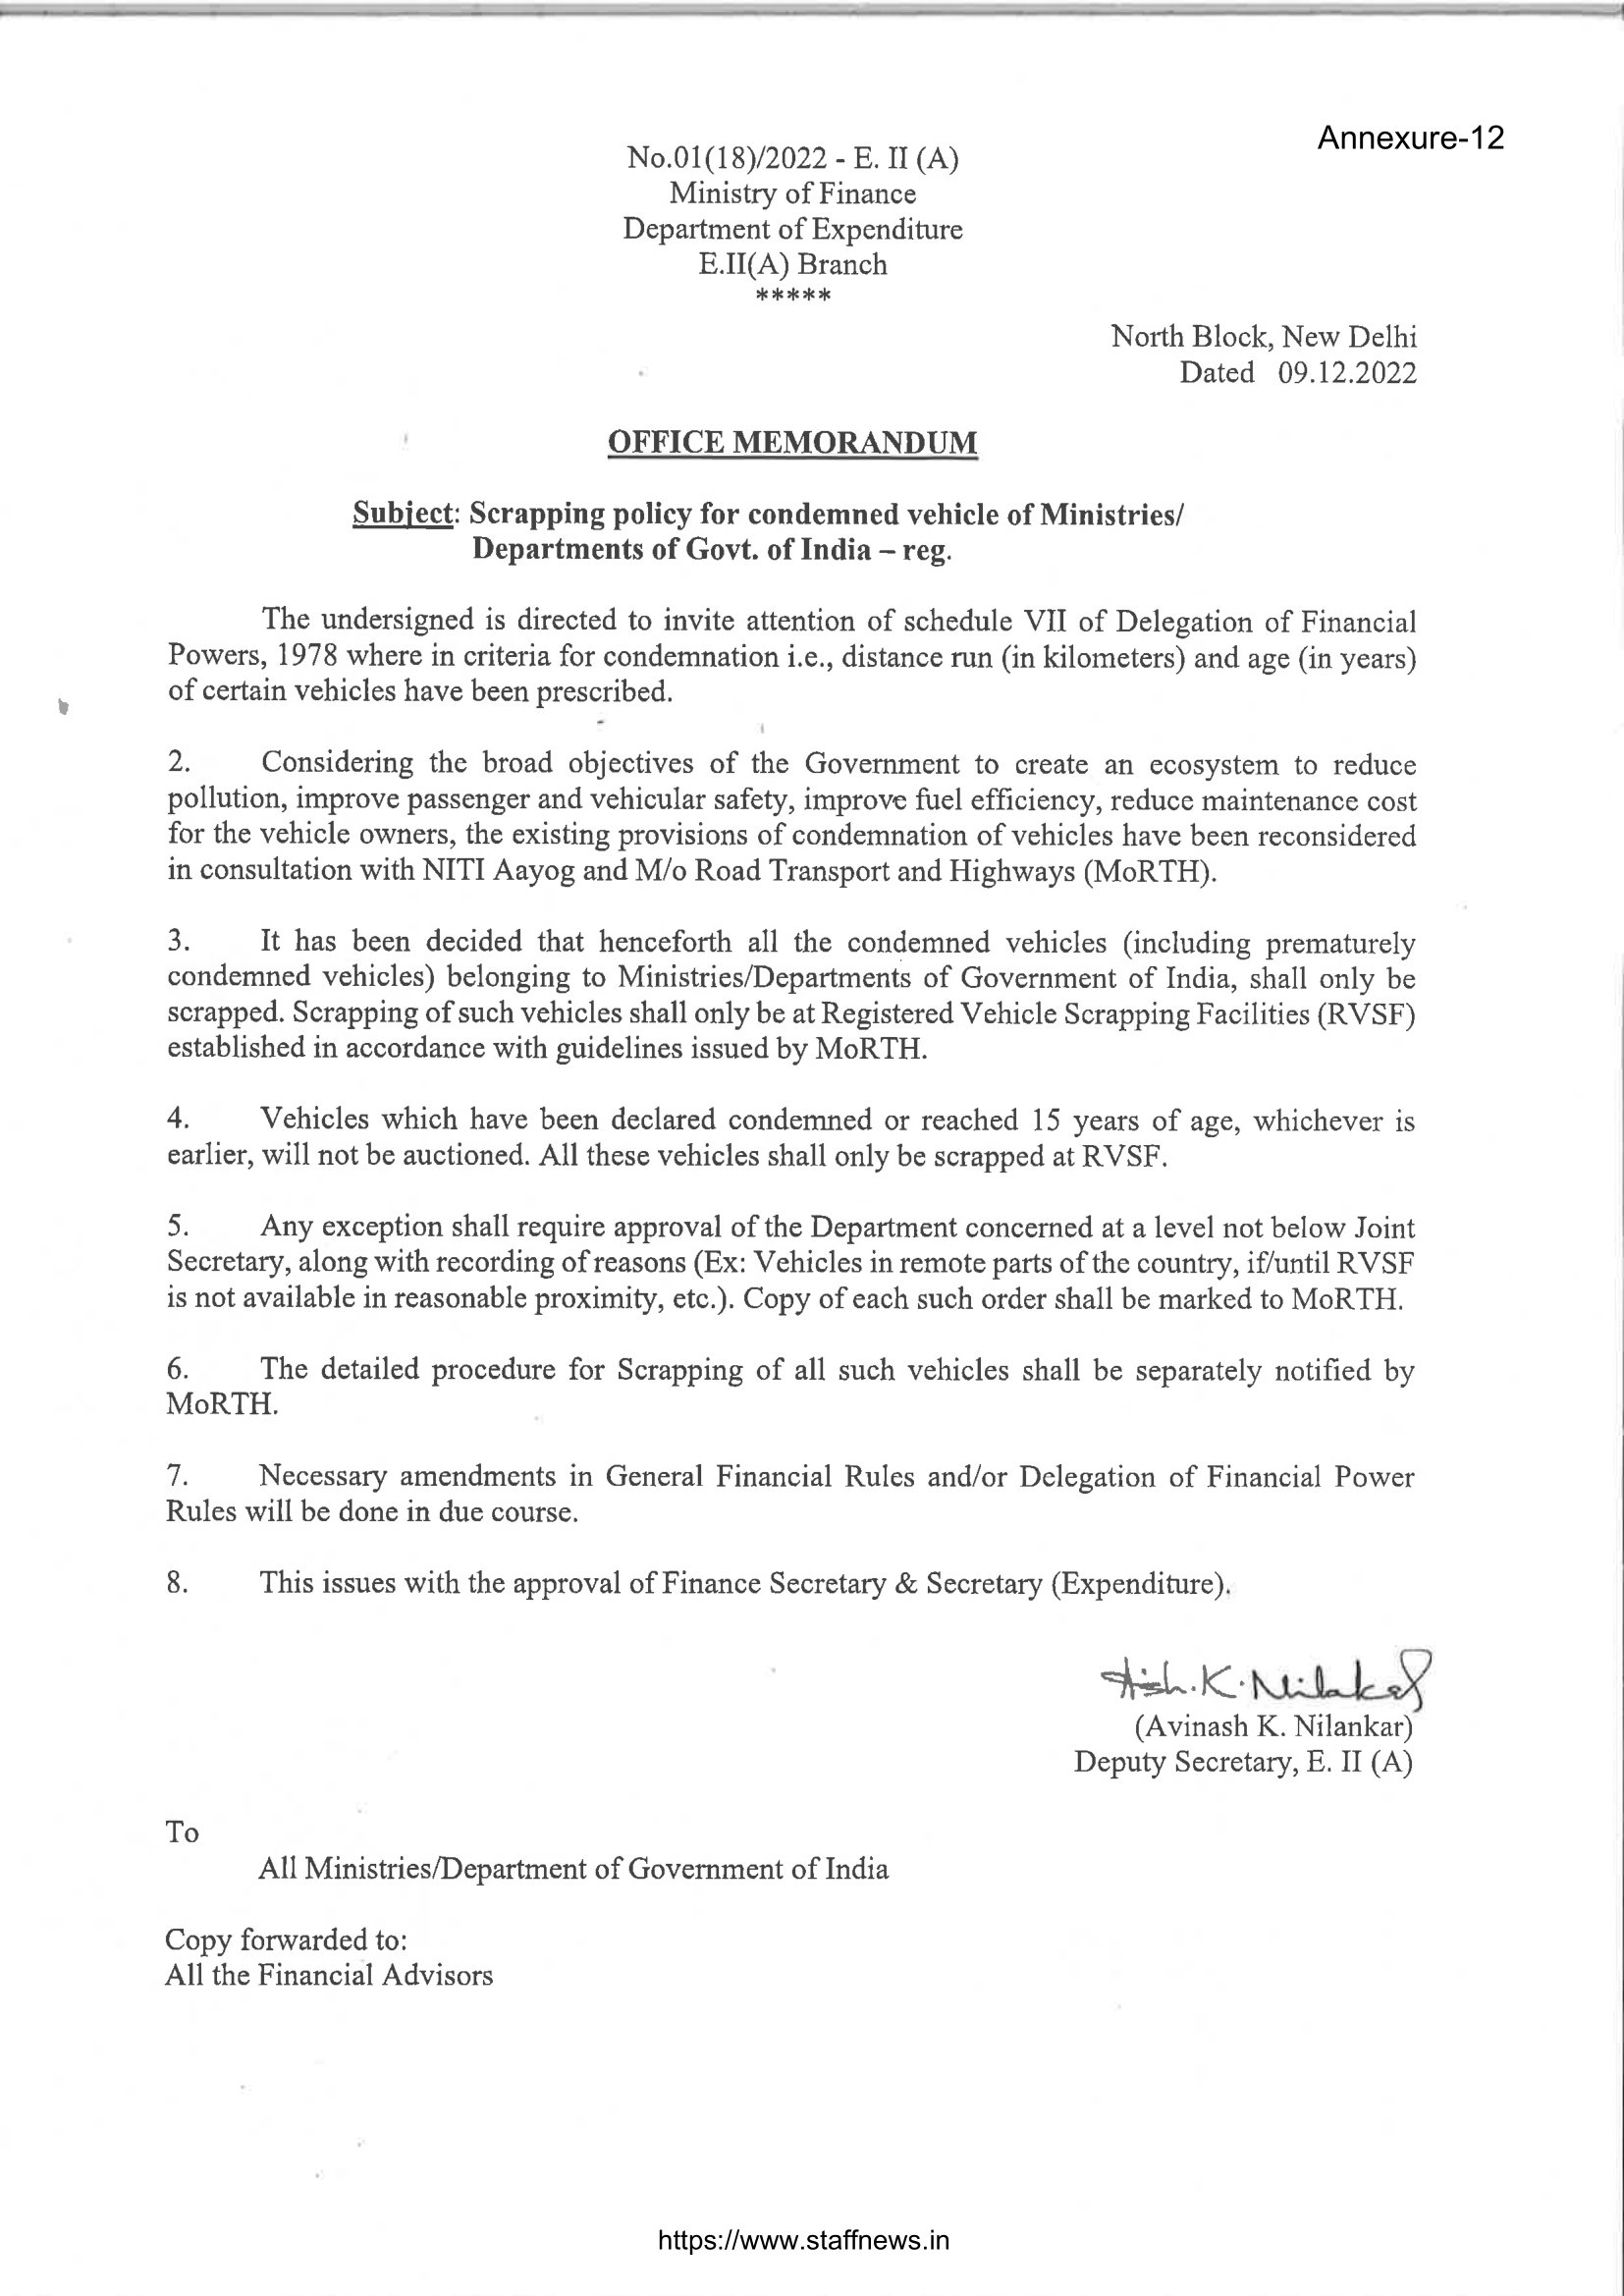 Annexure-12
No.01(18)/2022 - E. II (A)
Ministry of Finance
Department of Expenditure
E.II(A) Branch
*****
North Block, New Delhi
Dated 09.12.2022
OFFICE MEMORANDUM
Subject: Scrapping policy for condemned vehicle of Ministries/
Departments of Govt. of India – reg.
The undersigned is directed to invite attention of schedule VII of Delegation of Financial
Powers, 1978 where in criteria for condemnation i.e., distance run (in kilometers) and age (in years)
of certain vehicles have been prescribed.
2. Considering the broad objectives of the Government to create an ecosystem to reduce
pollution, improve passenger and vehicular safety, improve fuel efficiency, reduce maintenance cost
for the vehicle owners, the existing provisions of condemnation of vehicles have been reconsidered
in consultation with NITI Aayog and M/o Road Transport and Highways (MoRTH).
3. It has been decided that henceforth all the condemned vehicles (including prematurely
condemned vehicles) belonging to Ministries/Departments of Government of India, shall only be
scrapped. Scrapping of such vehicles shall only be at Registered Vehicle Scrapping Facilities (RVSF)
established in accordance with guidelines issued by MoRTH.
4. Vehicles which have been declared condemned or reached 15 years of age, whichever is
earlier, will not be auctioned. All these vehicles shall only be scrapped at RVSF.
5. Any exception shall require approval of the Department concerned at a level not below Joint
Secretary, along with recording of reasons (Ex: Vehicles in remote parts of the country, if/until RVSF
is not available in reasonable proximity, etc.). Copy of each such order shall be marked to MoRTH.
6. The detailed procedure for Scrapping of all such vehicles shall be separately notified by
MoRTH.
7. Necessary amendments in General Financial Rules and/or Delegation of Financial Power
Rules will be done in due course.
8. This issues with the approval of Finance Secretary & Secretary (Expenditure).
(Avinash K. Nilankar)
Deputy Secretary, E. II (A)
To
All Ministries/Department of Government of India
Copy forwarded to:
All the Financial Advisors
https://www.staffnews.in